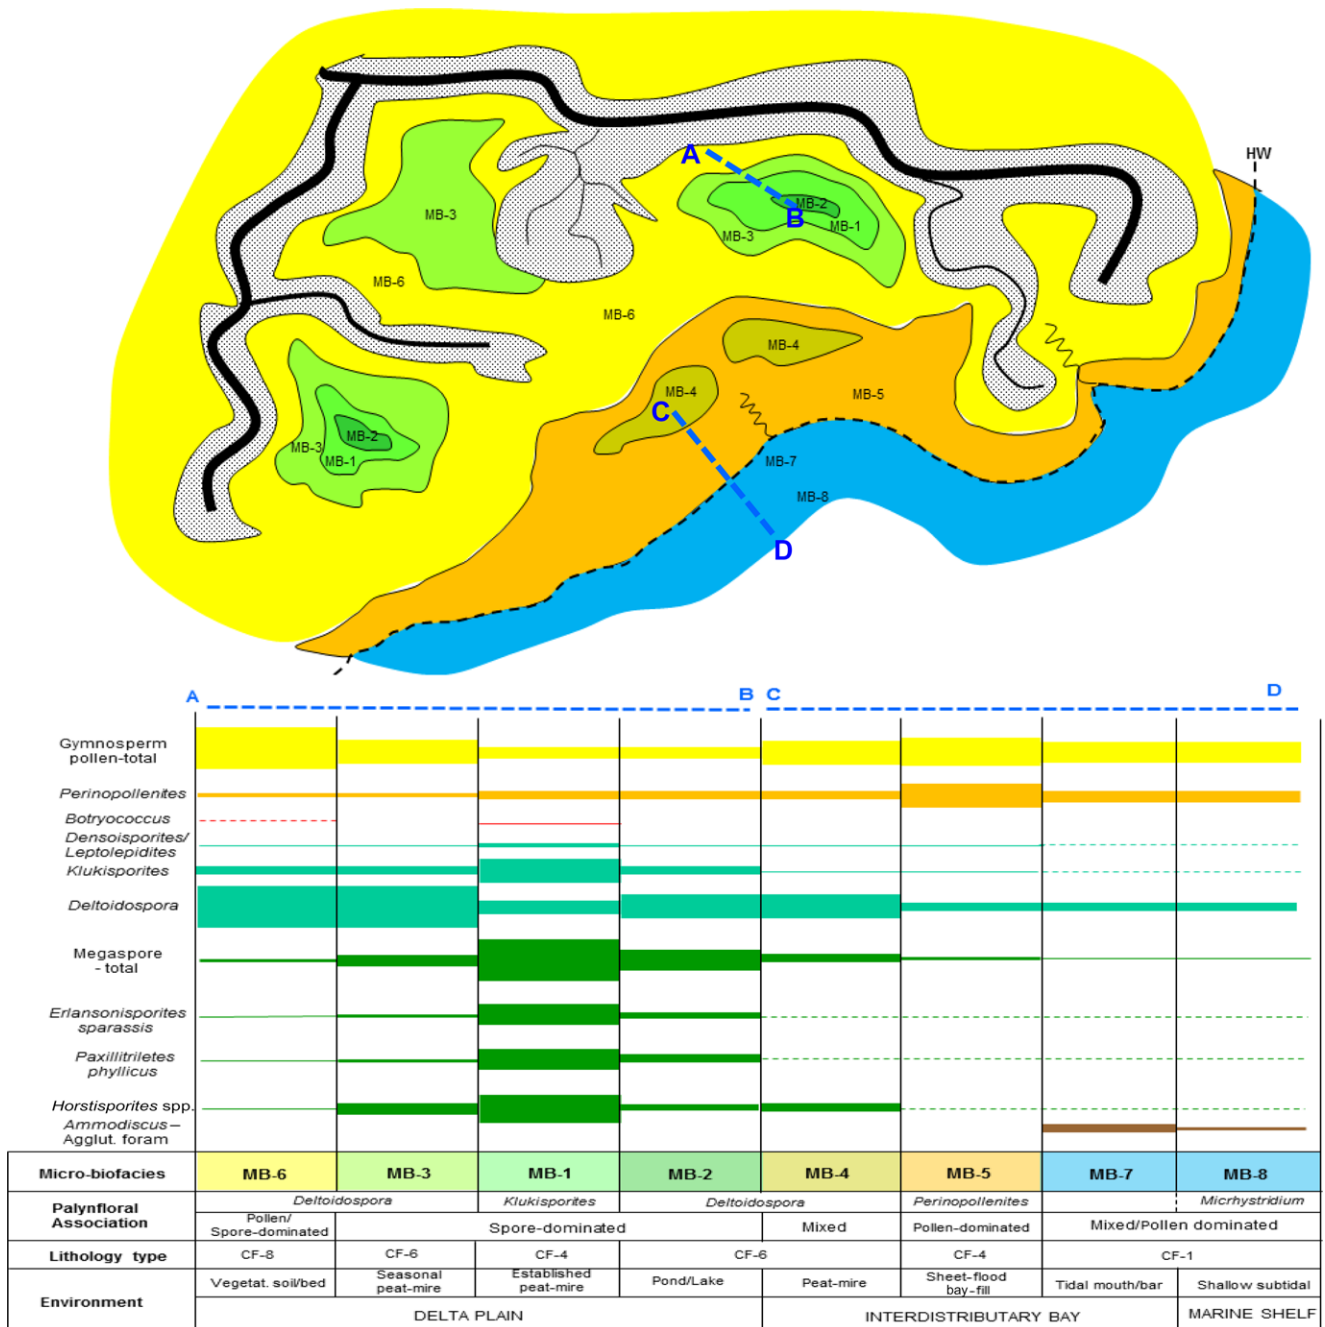 HW
A
MB-2
B
MB-1
MB-3
MB-3
MB-6
MB-6
MB-4
MB-4
MB-5
C
MB-2
MB-3
MB-1
MB-7
MB-8
D
A B C D
Gymnosperm
pollen-total
Perinopollenites
Botryococcus
Densoisporites/
Leptolepidites
Klukisporites
Deltoidospora
Megaspore
- total
Erlansonisporites
sparassis
Paxillitriletes
phyllicus
Horstisporites spp.
Ammodiscus–
Agglut. foram
Micro-biofacies MB-6 MB-3 MB-1 MB-2 MB-4 MB-5 MB-7 MB-8
Palynfloral
Association
Deltoidospora Klukisporites Deltoidospora Perinopollenites Micrhystridium
Pollen/
Spore-dominated
Spore-dominated Mixed Pollen-dominated Mixed/Pollen dominated
Lithology type CF-8 CF-6 CF-4 CF-6 CF-4 CF-1
Environment
Vegetat. soil/bed
Seasonal
peat-mire
Established
peat-mire
Pond/Lake
Peat-mire
Sheet-flood
bay-fill
Tidal mouth/bar
Shallow subtidal
DELTA PLAIN INTERDISTRIBUTARY BAY MARINE SHELF